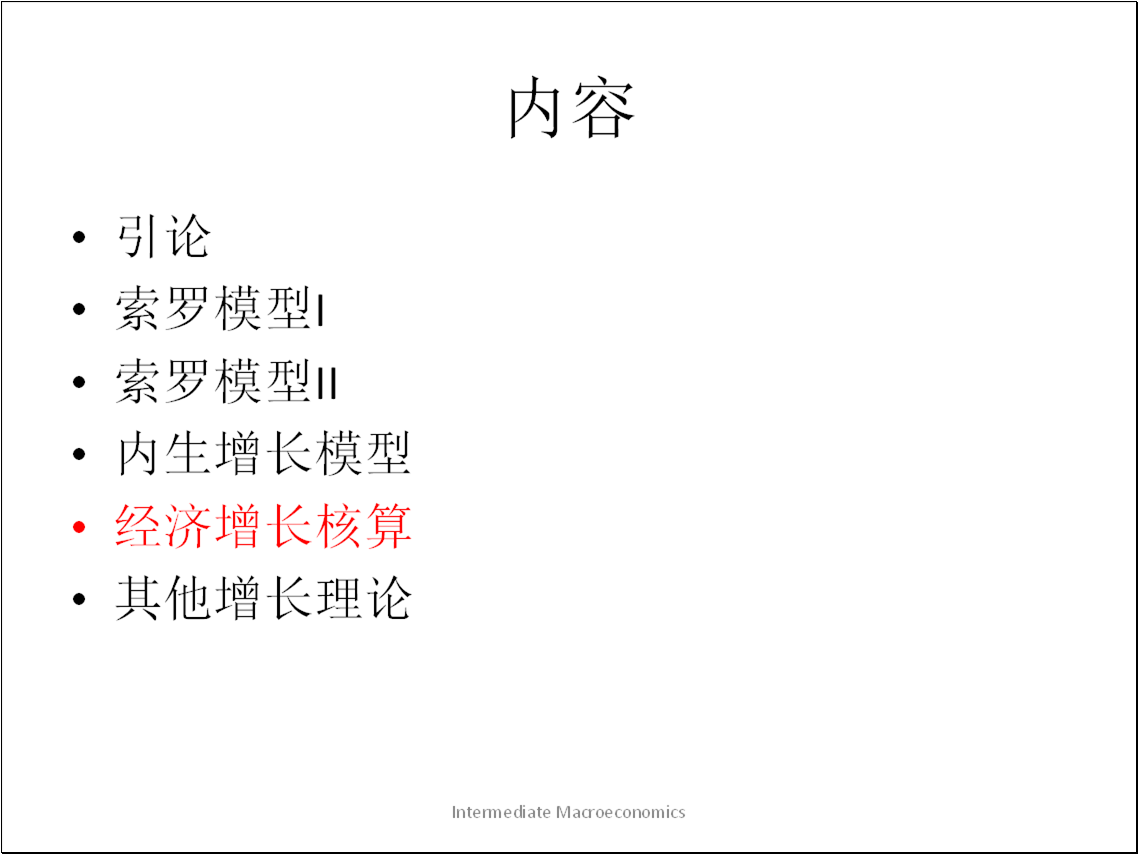 内容
• 引论
• 索罗模型I
• 索罗模型II
• 内生增长模型
• 经济增长核算
• 其他增长理论
Intermediate Macroeconomics